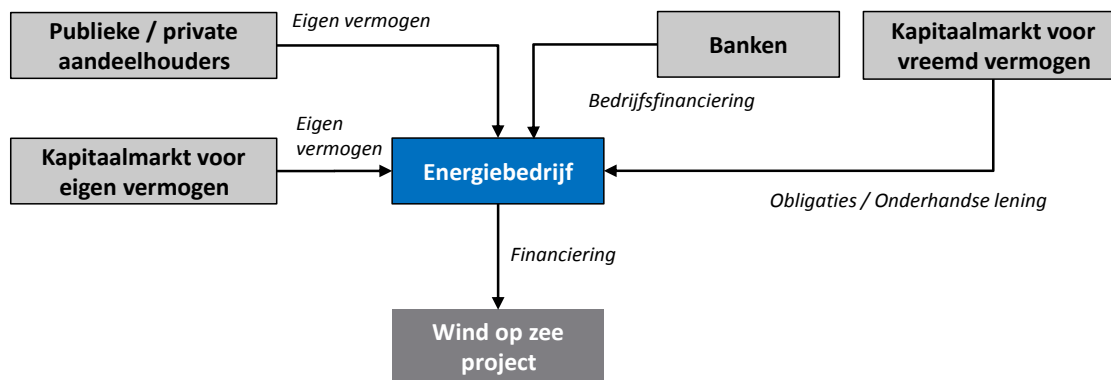 Eigen vermogen
Publieke / private
aandeelhouders
Banken
Kapitaalmarkt voor
vreemd vermogen
Bedrijfsfinanciering
Eigen
vermogen
Kapitaalmarkt voor
eigen vermogen
Energiebedrijf
Obligaties / Onderhandse lening
Financiering
Wind op zee
project